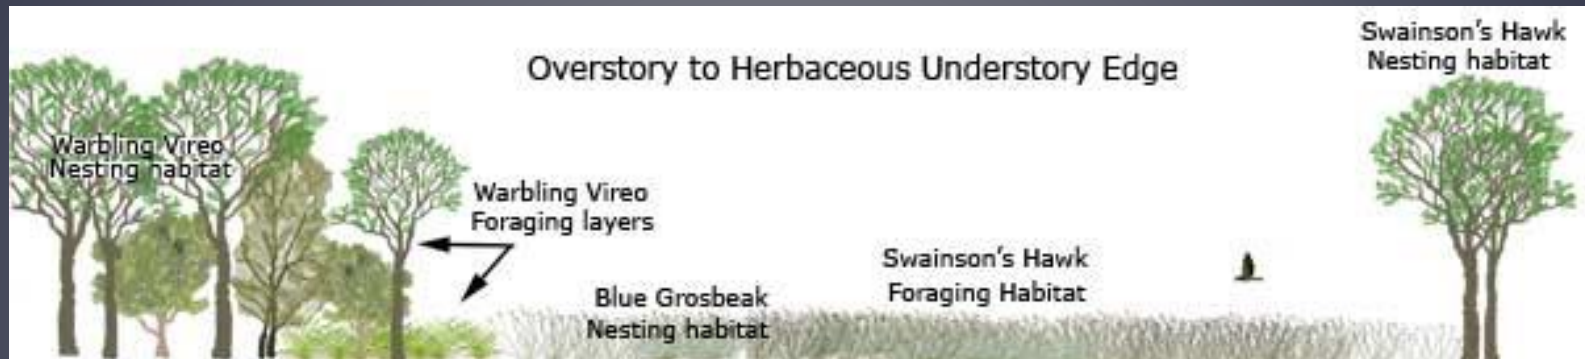 Overstory to Herbaceous Understory Edge
Swainson's Hawk
Nesting habitat
Warbling Vireo
Nesting habitat
Warbling Vireo
Foraging layers
Blue Grosbeak
Nesting habitat
Swainson's Hawk
Foraging Habitat